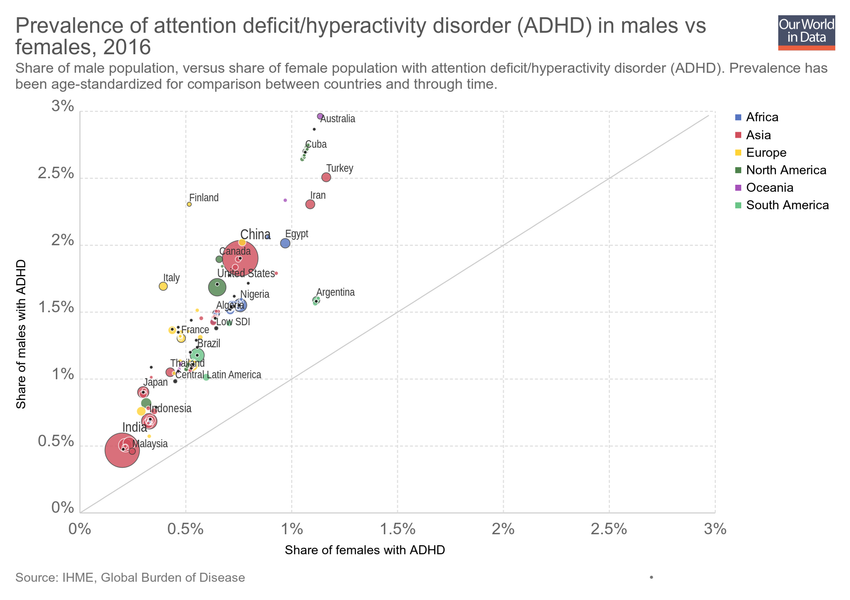 Prevalence of attention deficit/hyperactivity disorder (ADHD) in males vs
females, 2016
Our World
in Data
Share of male population, versus share of female population with attention deficit/hyperactivity disorder (ADHD). Prevalence has
been age-standardized for comparison between countries and through time.
3%
Australia
Africa
Asia
Europe
North America
Oceania
South America
Cuba
2.5%
Turkey
Finland
Iran
2%
China
Egypt
Canada
United States
Italy
Nigeria
Argentina
1.5%
Low SDI
France
Brazil
Thailand
1%
Central Latin America
Japan
Indonesia
India
0.5%
Malaysia
0%
0%
0.5%
1%
1.5%
2%
2.5%
3%
Share of males with ADHD
Share of females with ADHD
Source: IHME, Global Burden of Disease